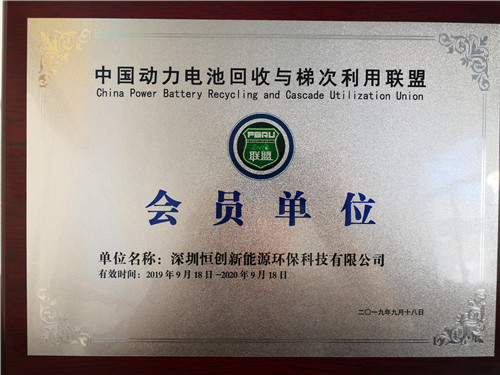 中国动力电池回收与梯次利用联盟
China Power Battery Recycling and Cascade Utilization Union
PBRU
联盟
会员单位
单位名称：深圳恒创新能源环保科技有限公司
有效时间：2019年9月18日-2020年9月18日
二〇一九年九月十八日